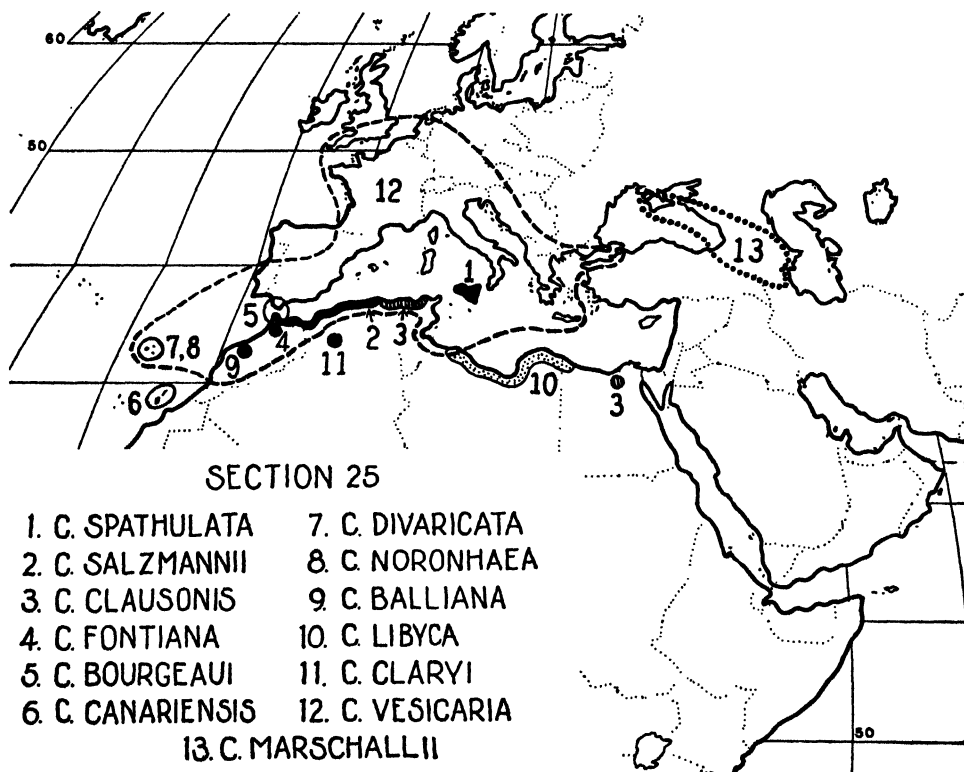 60
50
12
13
1
5
4
2
3
7,8
9
11
10
6
3
SECTION 25
1. C. SPATHULATA 7. C. DIVARICATA
2. C. SALZMANNII 8. C. NORONHAEA
3. C. CLAUSONIS 9. C. BALLIANA
4. C. FONTIANA 10. C. LIBYCA
5. C. BOURGEAUI 11. C. CLARYI
6. C. CANARIENSIS 12. C. VESICARIA
13. C. MARSCHALLII
50